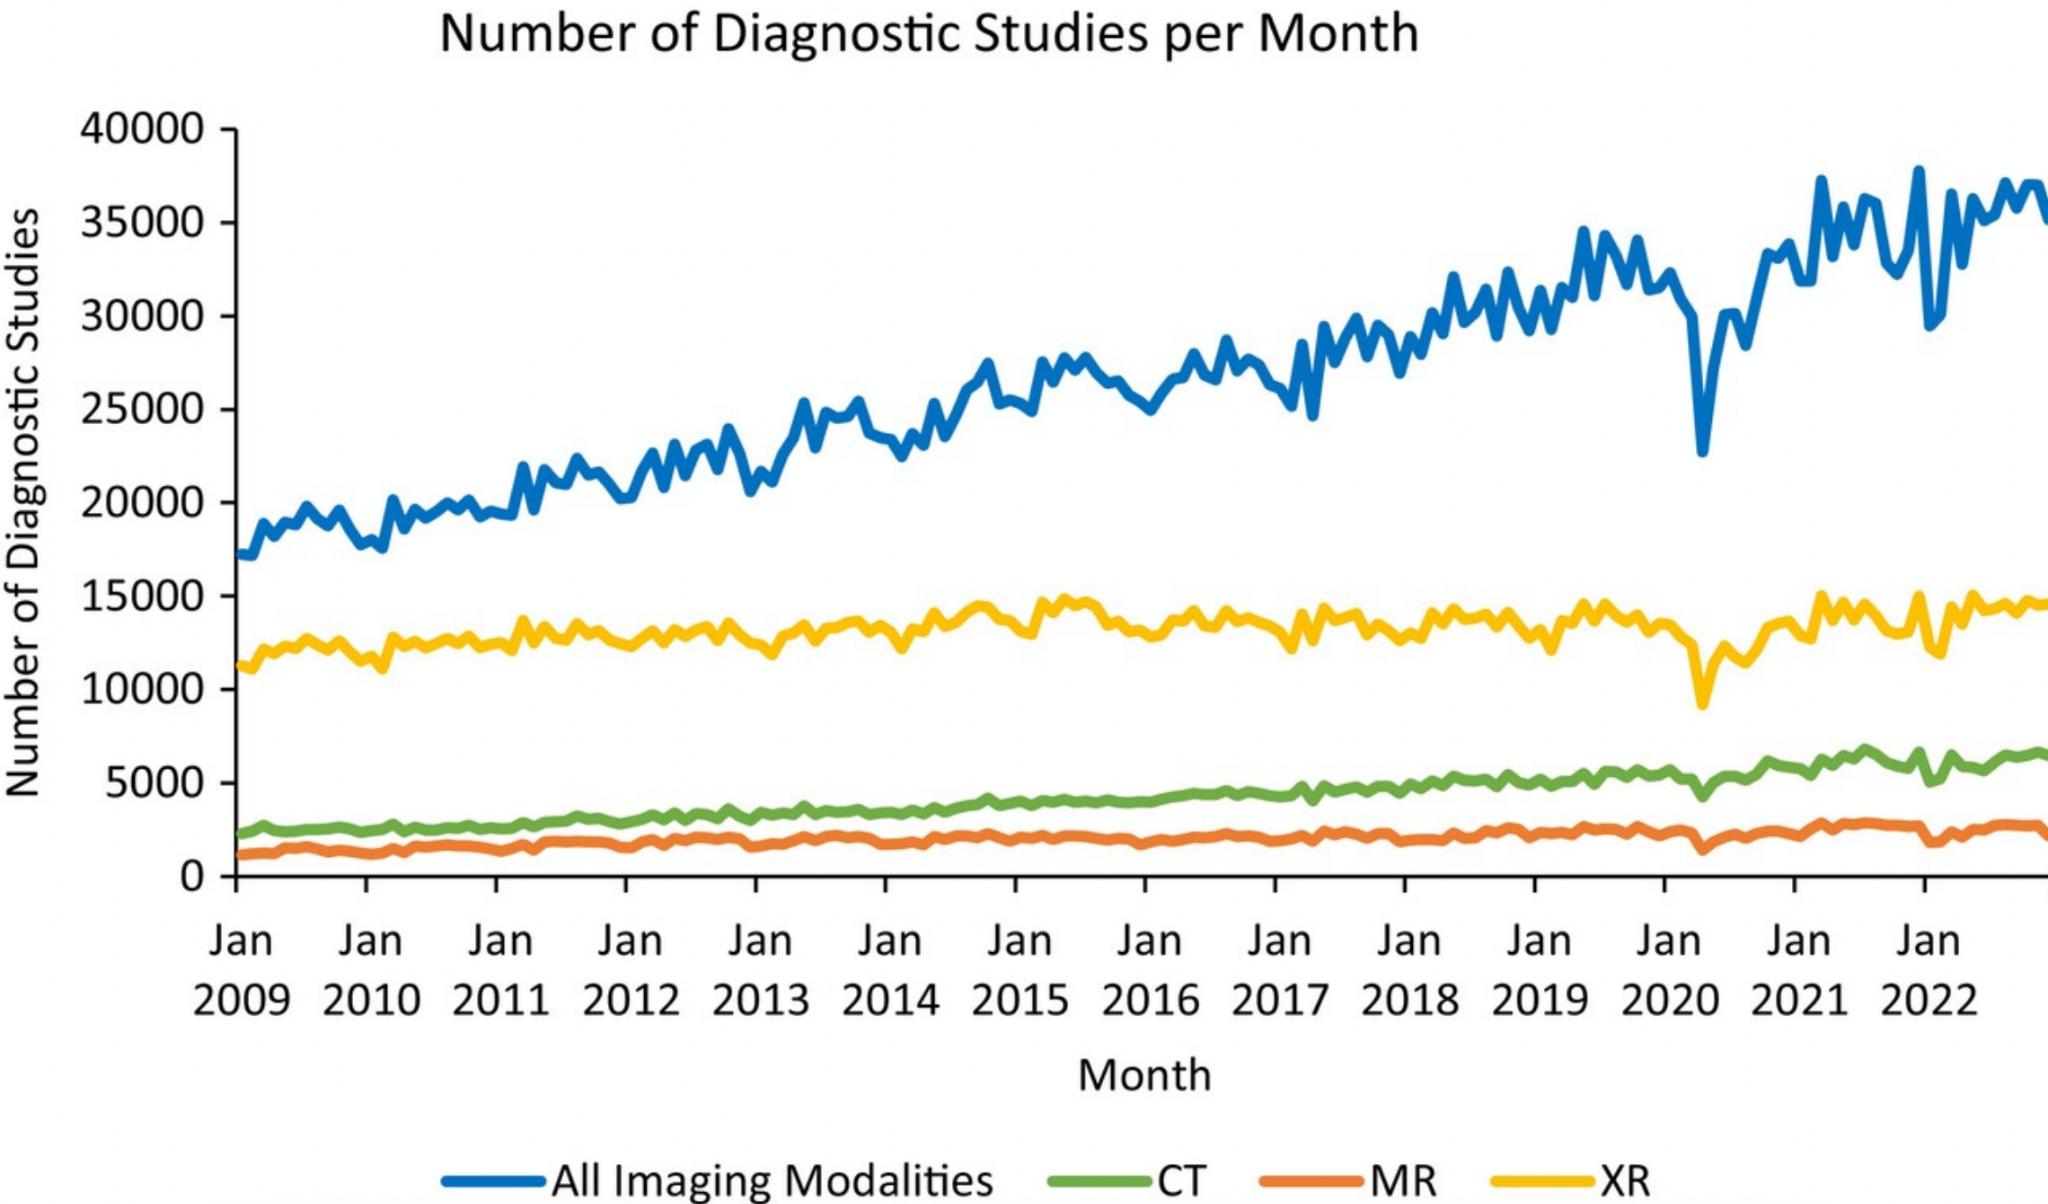 Number of Diagnostic Studies per Month
Number of Diagnostic Studies
40000
35000
30000
25000
20000
15000
10000
5000
0
Jan Jan Jan Jan Jan Jan Jan Jan Jan Jan Jan Jan Jan Jan
2009 2010 2011 2012 2013 2014 2015 2016 2017 2018 2019 2020 2021 2022
Month
All Imaging Modalities CT MR XR